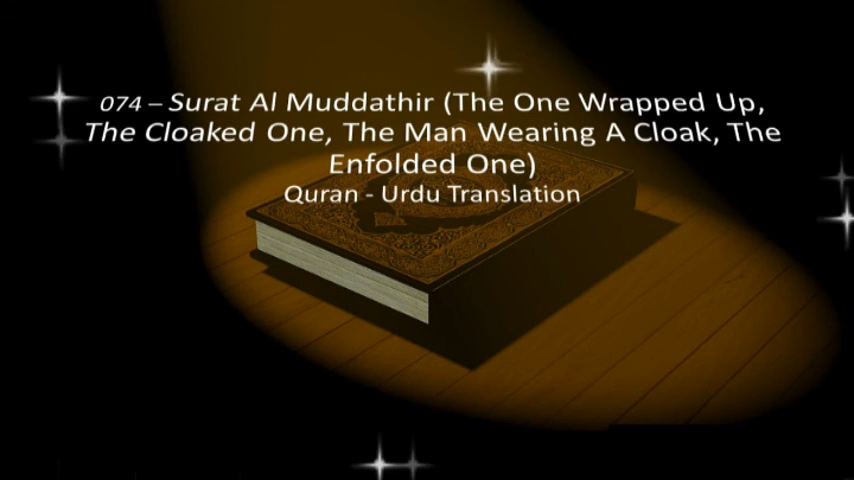 074 – Surat Al Muddathir (The One Wrapped Up,
The Cloaked One, The Man Wearing A Cloak, The
Enfolded One)
Quran - Urdu Translation